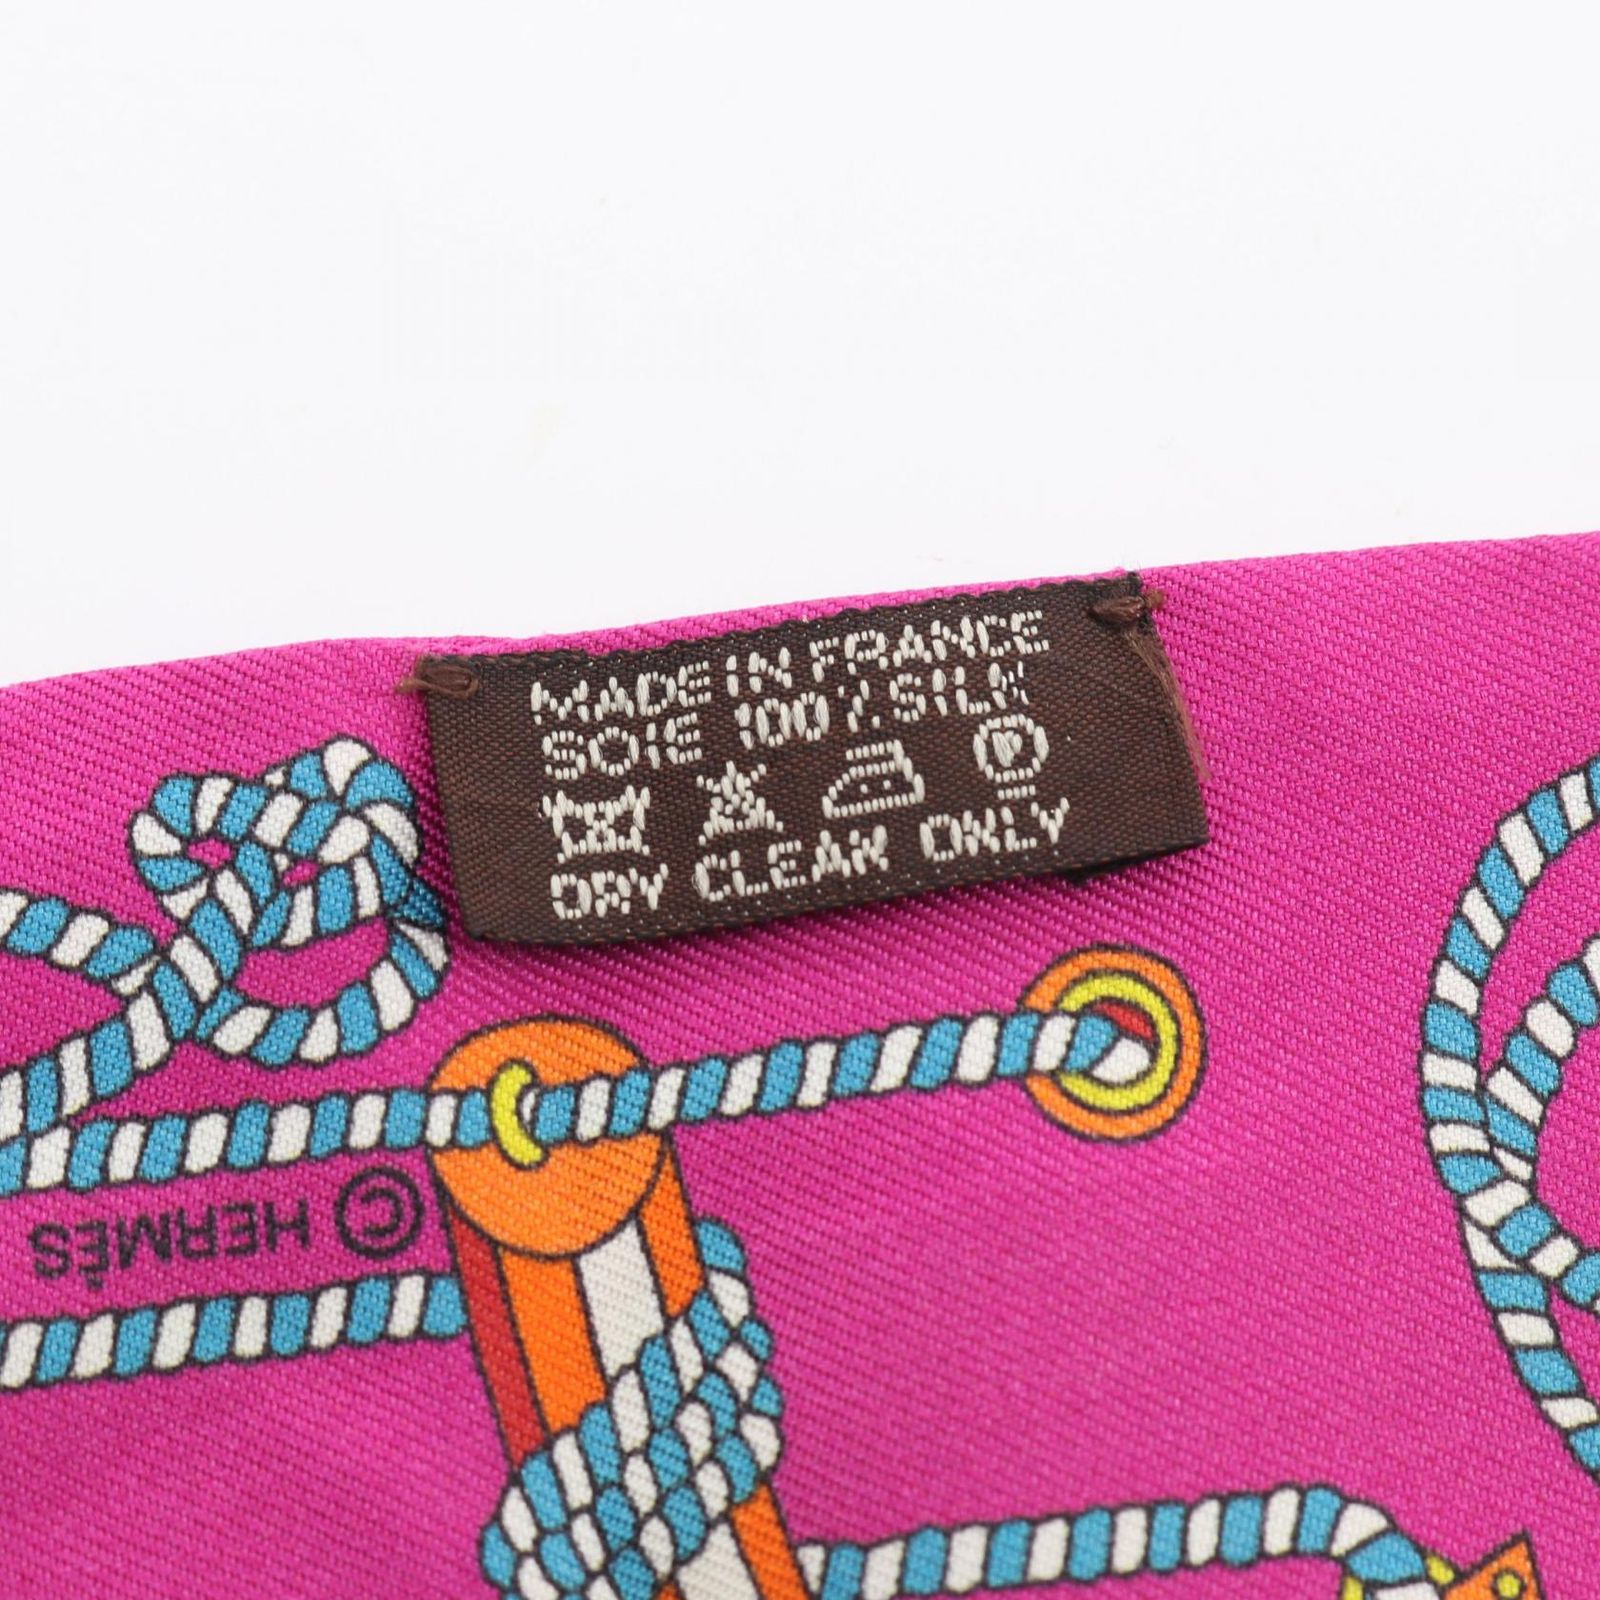 MADE IN FRANCE
SOIE 100% SILK
P
DRY CLEAN ONLY
© HERMÈS